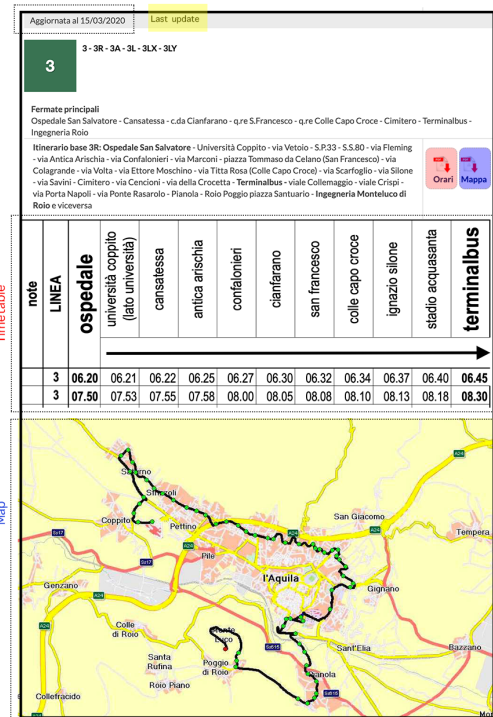 Aggiornata al 15/03/2020
Last update
3
3 - 3R - 3A - 3L - 3LX - 3LY
Fermate principali
Ospedale San Salvatore - Cansatessa - c.da Cianfarano - q.re S.Francesco - q.re Colle Capo Croce - Cimitero - Terminalbus -
Ingegneria Roio
Itinerario base 3R: Ospedale San Salvatore - Università Coppito - via Vetoio - S.P.33 - S.S.80 - via Fleming
- via Antica Arischia - via Confalonieri - via Marconi - piazza Tommaso da Celano (San Francesco) - via
Colagrande - via Volta - via Ettore Moschino - via Titta Rosa (Colle Capo Croce) - via Scarfoglio - via Silone
- via Savini - Cimitero - via Cencioni - via della Crocetta - Terminalbus - viale Collemaggio - viale Crispi -
via Porta Napoli - via Ponte Rasarolo - Pianola - Roio Poggio piazza Santuario - Ingegneria Monteluco di
Roio e viceversa
Orari
Mappa
Timetable
note
LINEA
ospedale
università coppito
(lato università)
cansatessa
antica arischia
confalonieri
cianfarano
san francesco
colle capo croce
ignazio silone
stadio acquasanta
terminalbus
3 06.20 06.21 06.22 06.25 06.27 06.30 06.32 06.34 06.37 06.40 06.45
3 07.50 07.53 07.55 07.58 08.00 08.05 08.08 08.10 08.13 08.18 08.30
Map
A24
San Giacomo
Coppito
Pettino
A24
A24
Tempera
Ss17
A24
Pile
Ss17
l'Aquila
Genzano
A24
Gignano
Colle
di Roio
Ss615
Sant'Elia
Bazzano
Santa
Rufina
Poggio
di Roio
Roio Piano
Collefracido